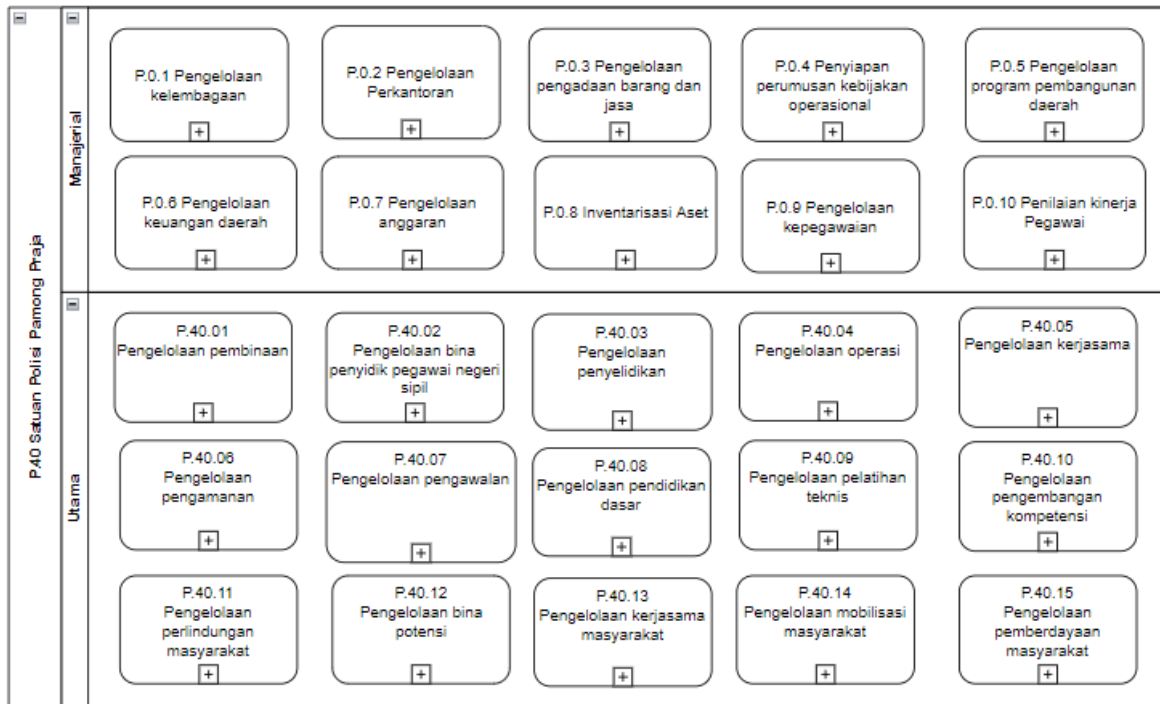 P.40 Satuan Polisi Pamong Praja
Manajerial
P.0.1 Pengelolaan
kelembagaan
P.0.2 Pengelolaan
Perkantoran
P.0.3 Pengelolaan
pengadaan barang dan
jasa
P.0.4 Penyiapan
perumusan kebijakan
operasional
P.0.5 Pengelolaan
program pembangunan
daerah
P.0.6 Pengelolaan
keuangan daerah
P.0.7 Pengelolaan
anggaran
P.0.8 Inventarisasi Aset
P.0.9 Pengelolaan
kepegawaian
P.0.10 Penilaian kinerja
Pegawai
Utama
P.40.01
Pengelolaan pembinaan
P.40.02
Pengelolaan bina
penyidik pegawai negeri
sipil
P.40.03
Pengelolaan
penyelidikan
P.40.04
Pengelolaan operasi
P.40.05
Pengelolaan kerjasama
P.40.06
Pengelolaan
pengamanan
P.40.07
Pengelolaan pengawalan
P.40.08
Pengelolaan pendidikan
dasar
P.40.09
Pengelolaan pelatihan
teknis
P.40.10
Pengelolaan
pengembangan
kompetensi
P.40.11
Pengelolaan
perlindungan
masyarakat
P.40.12
Pengelolaan bina
potensi
P.40.13
Pengelolaan kerjasama
masyarakat
P.40.14
Pengelolaan mobilisasi
masyarakat
P.40.15
Pengelolaan
pemberdayaan
masyarakat